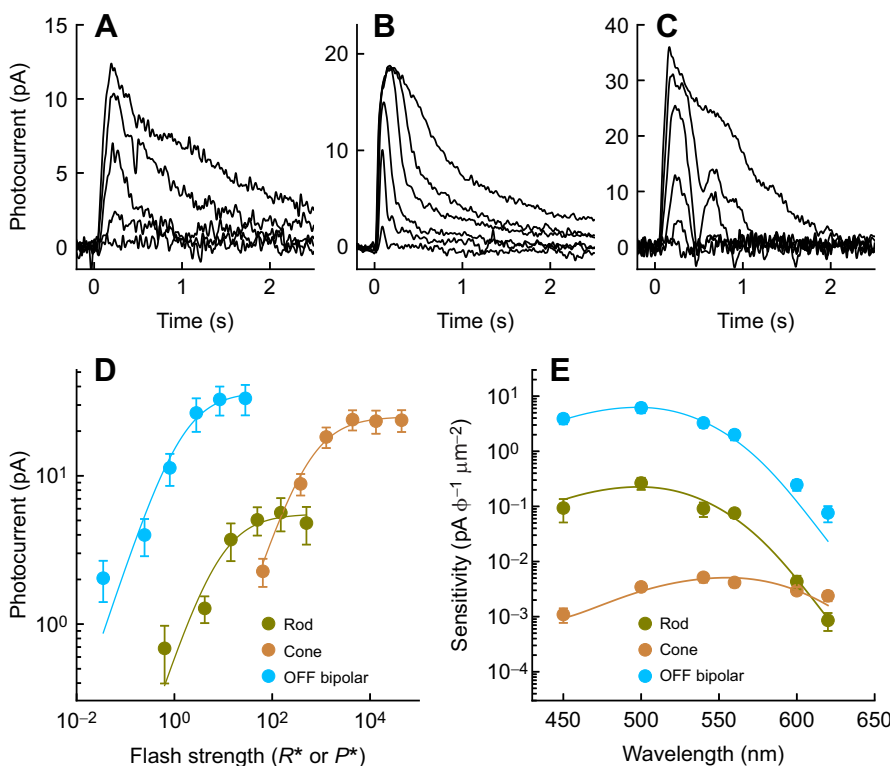 A
B
C
Photocurrent (pA)
15
10
5
0
20
10
0
40
30
20
10
0
0
1
2
0
1
2
0
1
2
Time (s)
Time (s)
Time (s)
D
Photocurrent (pA)
10¹
10⁰
10⁻²
10⁰
10²
10⁴
Rod
Cone
OFF bipolar
Flash strength (R* or P*)
E
Sensitivity (pA ϕ⁻¹ μm⁻²)
10¹
10⁰
10⁻¹
10⁻²
10⁻³
10⁻⁴
450
500
550
600
650
Rod
Cone
OFF bipolar
Wavelength (nm)